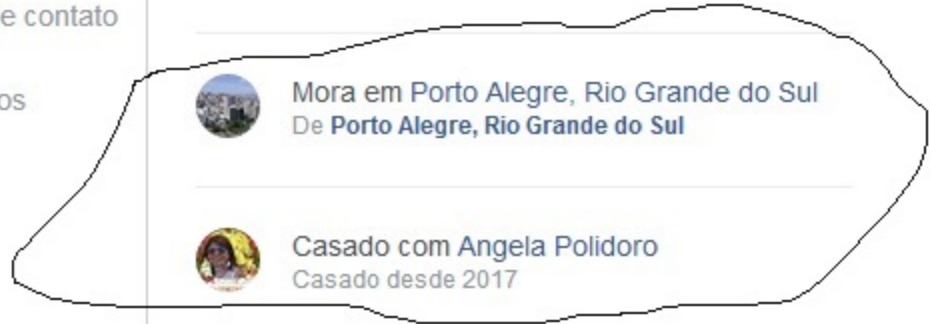 e contato
os
Mora em Porto Alegre, Rio Grande do Sul
De Porto Alegre, Rio Grande do Sul
Casado com Angela Polidoro
Casado desde 2017